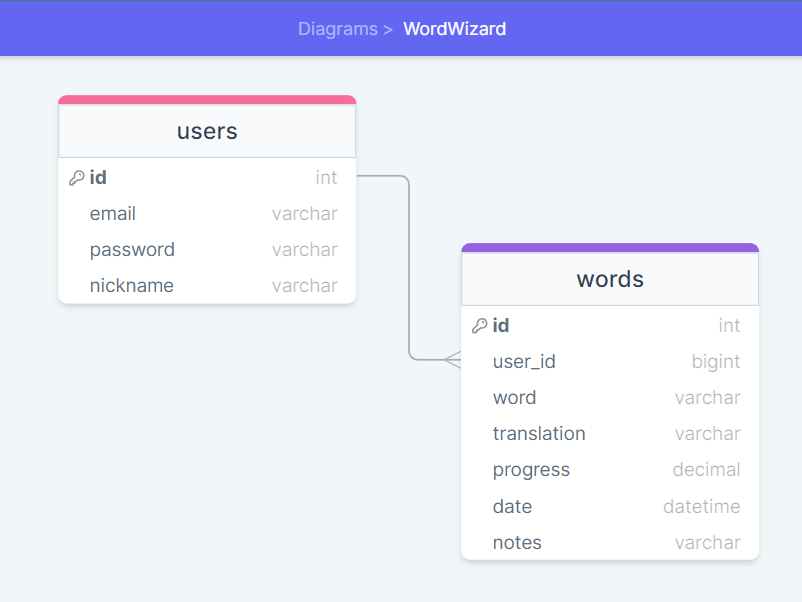 Diagrams > WordWizard
users
id int
email varchar
password varchar
nickname varchar
words
id int
user_id bigint
word varchar
translation varchar
progress decimal
date datetime
notes varchar